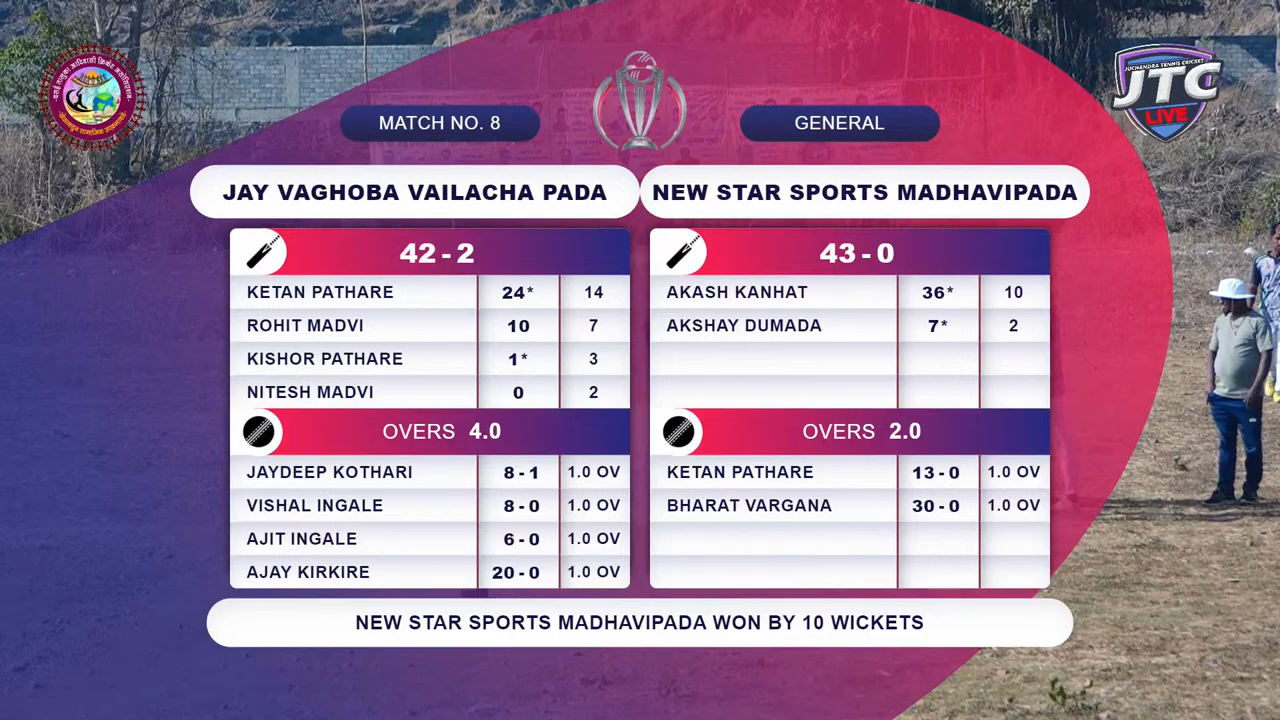 JUCHANDRA TENNIS CRICKET
JTC
LIVE
MATCH NO. 8
GENERAL
JAY VAGHOBA VAILACHA PADA
NEW STAR SPORTS MADHAVIPADA
42 - 2
KETAN PATHARE 24* 14
ROHIT MADVI 10 7
KISHOR PATHARE 1* 3
NITESH MADVI 0 2
OVERS 4.0
JAYDEEP KOTHARI 8 - 1 1.0 OV
VISHAL INGALE 8 - 0 1.0 OV
AJIT INGALE 6 - 0 1.0 OV
AJAY KIRKIRE 20 - 0 1.0 OV
43 - 0
AKASH KANHAT 36* 10
AKSHAY DUMADA 7* 2
OVERS 2.0
KETAN PATHARE 13 - 0 1.0 OV
BHARAT VARGANA 30 - 0 1.0 OV
NEW STAR SPORTS MADHAVIPADA WON BY 10 WICKETS